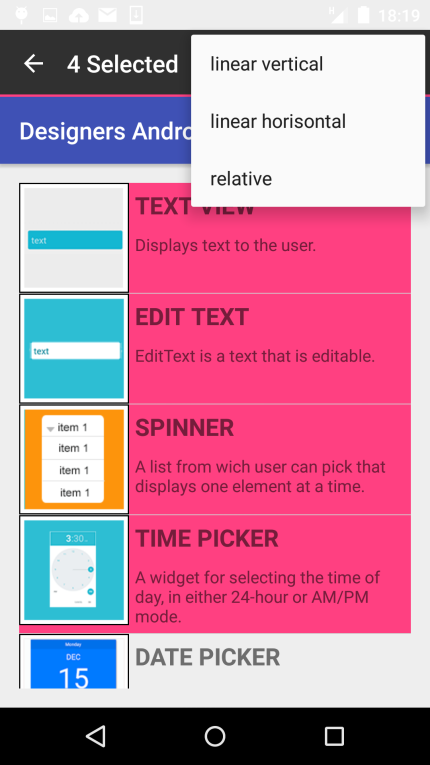 H
18:19
4 Selected
linear vertical
linear horisontal
relative
Designers Andro
TEXT VIEW
Displays text to the user.
text
EDIT TEXT
EditText is a text that is editable.
text
SPINNER
A list from wich user can pick that
displays one element at a time.
item 1
item 1
item 1
item 1
TIME PICKER
A widget for selecting the time of
day, in either 24-hour or AM/PM
mode.
3:30
DATE PICKER
Monday
DEC
15